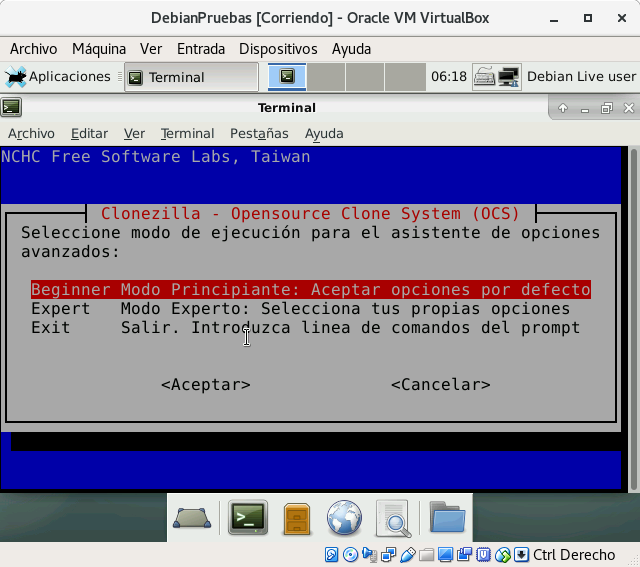 DebianPruebas [Corriendo] - Oracle VM VirtualBox
Archivo Máquina Ver Entrada Dispositivos Ayuda
Aplicaciones Terminal 06:18 Debian Live user
Terminal
Archivo Editar Ver Terminal Pestañas Ayuda
NCHC Free Software Labs, Taiwan
Clonezilla - Opensource Clone System (OCS)
Seleccione modo de ejecución para el asistente de opciones
avanzados:
Beginner Modo Principiante: Aceptar opciones por defecto
Expert Modo Experto: Selecciona tus propias opciones
Exit Salir. Introduzca linea de comandos del prompt
<Aceptar> <Cancelar>
Ctrl Derecho